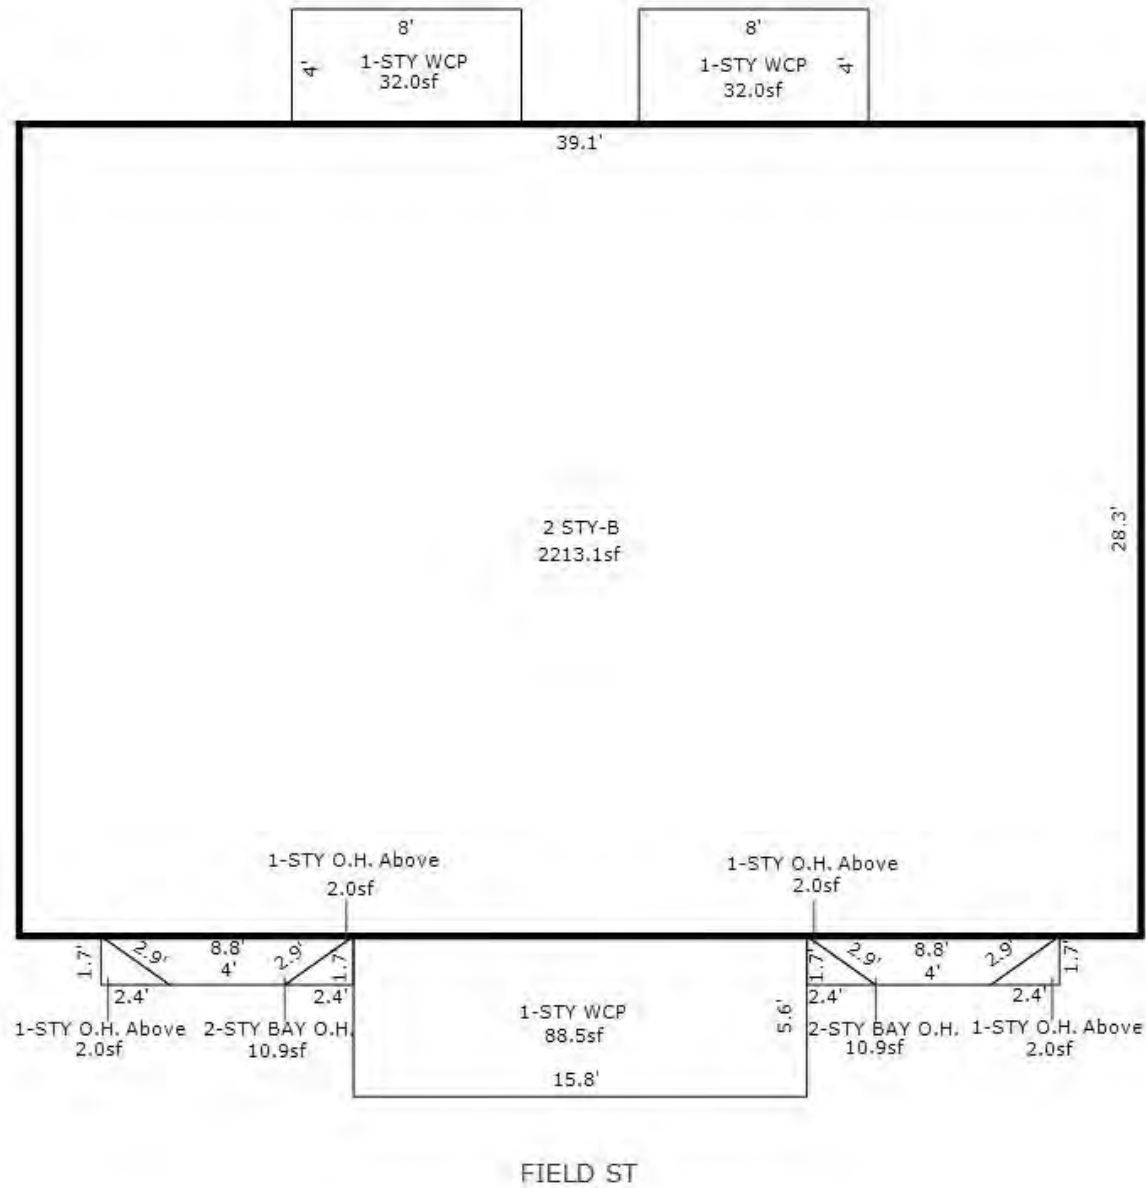 8'
8'
4'
1-STY WCP
32.0sf
1-STY WCP
4'
32.0sf
39.1'
2 STY-B
2213.1sf
28.3'
1-STY O.H. Above
2.0sf
1-STY O.H. Above
2.0sf
1.7'
2.9'
8.8'
4'
2.9'
1.7'
2.4'
2.4'
1.7'
2.9'
8.8'
4'
2.9'
1.7'
2.4'
2.4'
1-STY O.H. Above
2.0sf
2-STY BAY O.H.
10.9sf
1-STY WCP
88.5sf
5.6'
2-STY BAY O.H.
10.9sf
1-STY O.H. Above
2.0sf
15.8'
FIELD ST